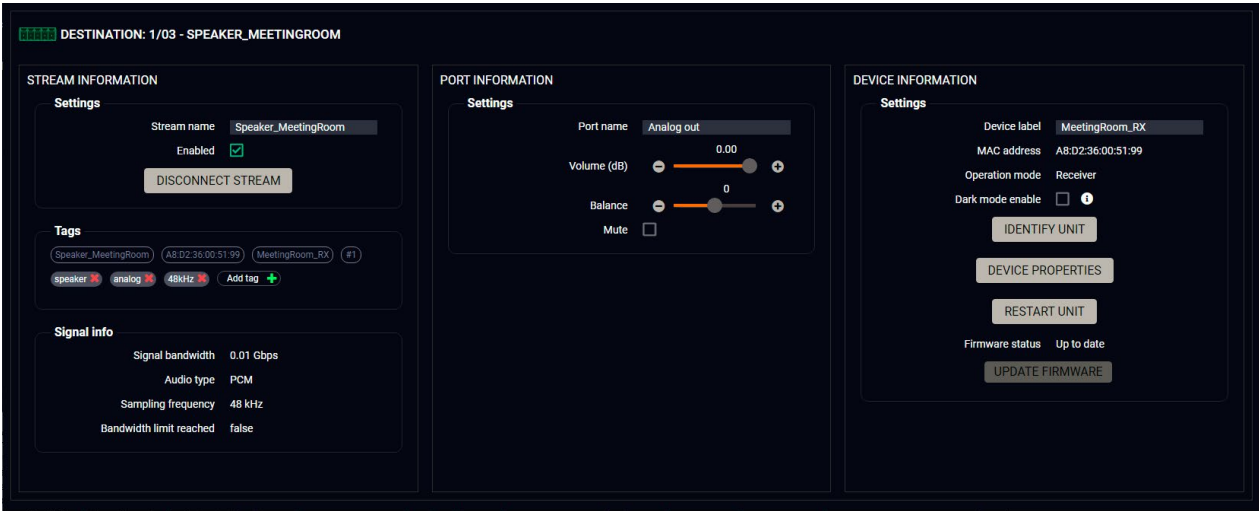 DESTINATION: 1/03 - SPEAKER_MEETINGROOM
STREAM INFORMATION
Settings
Stream name Speaker_MeetingRoom
Enabled
DISCONNECT STREAM
Tags
Speaker_MeetingRoom A8:D2:36:00:51:99 MeetingRoom_RX #1
speaker analog 48kHz Add tag
Signal info
Signal bandwidth 0.01 Gbps
Audio type PCM
Sampling frequency 48 kHz
Bandwidth limit reached false
PORT INFORMATION
Settings
Port name Analog out
0.00
Volume (dB)
0
Balance
Mute
DEVICE INFORMATION
Settings
Device label MeetingRoom_RX
MAC address A8:D2:36:00:51:99
Operation mode Receiver
Dark mode enable
IDENTIFY UNIT
DEVICE PROPERTIES
RESTART UNIT
Firmware status Up to date
UPDATE FIRMWARE